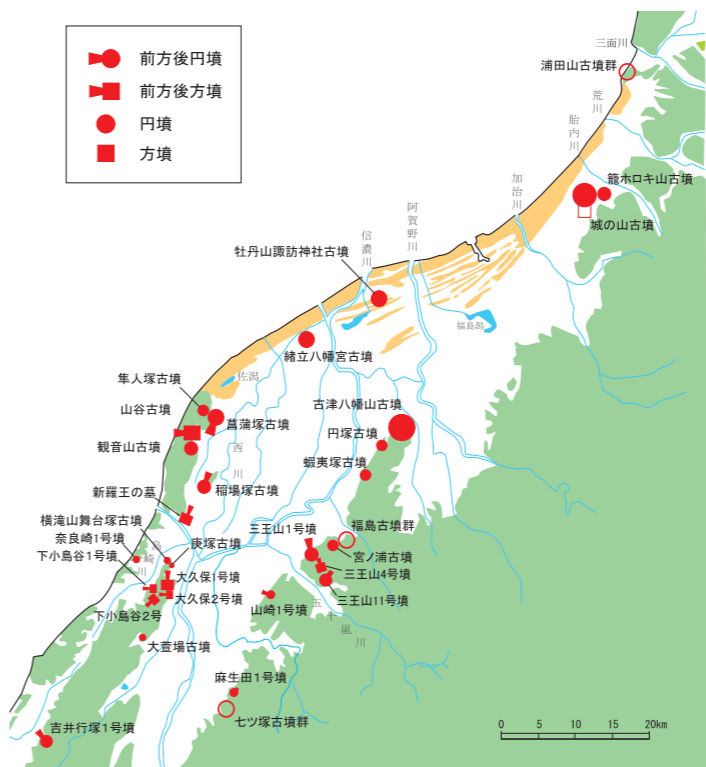 前方後円墳
前方後方墳
円墳
方墳
三面川
浦田山古墳群
荒川
胎内川
籠ホロキ山古墳
城の山古墳
加治川
阿賀野川
信濃川
牡丹山諏訪神社古墳
福島潟
緒立八幡宮古墳
佐潟
隼人塚古墳
山谷古墳
菖蒲塚古墳
観音山古墳
古津八幡山古墳
円塚古墳
西川
蝦夷塚古墳
稲場塚古墳
新羅王の墓
横滝山舞台塚古墳
奈良崎1号墳
下小島谷1号墳
島崎川
庚塚古墳
大久保1号墳
大久保2号墳
下小島谷2号
大萱場古墳
三王山1号墳
福島古墳群
宮ノ浦古墳
三王山4号墳
三王山11号墳
山崎1号墳
五十嵐川
麻生田1号墳
七ツ塚古墳群
吉井行塚1号墳
0 5 10 15 20km